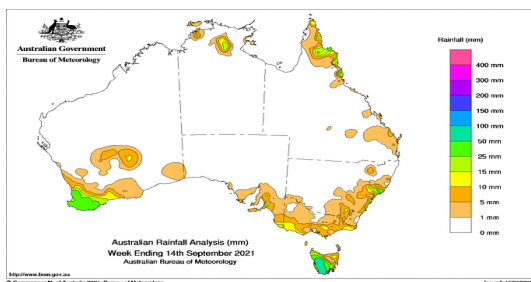 Australian Government
Bureau of Meteorology
Rainfall (mm)
400 mm
300 mm
200 mm
150 mm
100 mm
50 mm
25 mm
15 mm
10 mm
5 mm
1 mm
0 mm
Australian Rainfall Analysis (mm)
Week Ending 14th September 2021
Australian Bureau of Meteorology
http://www.bom.gov.au